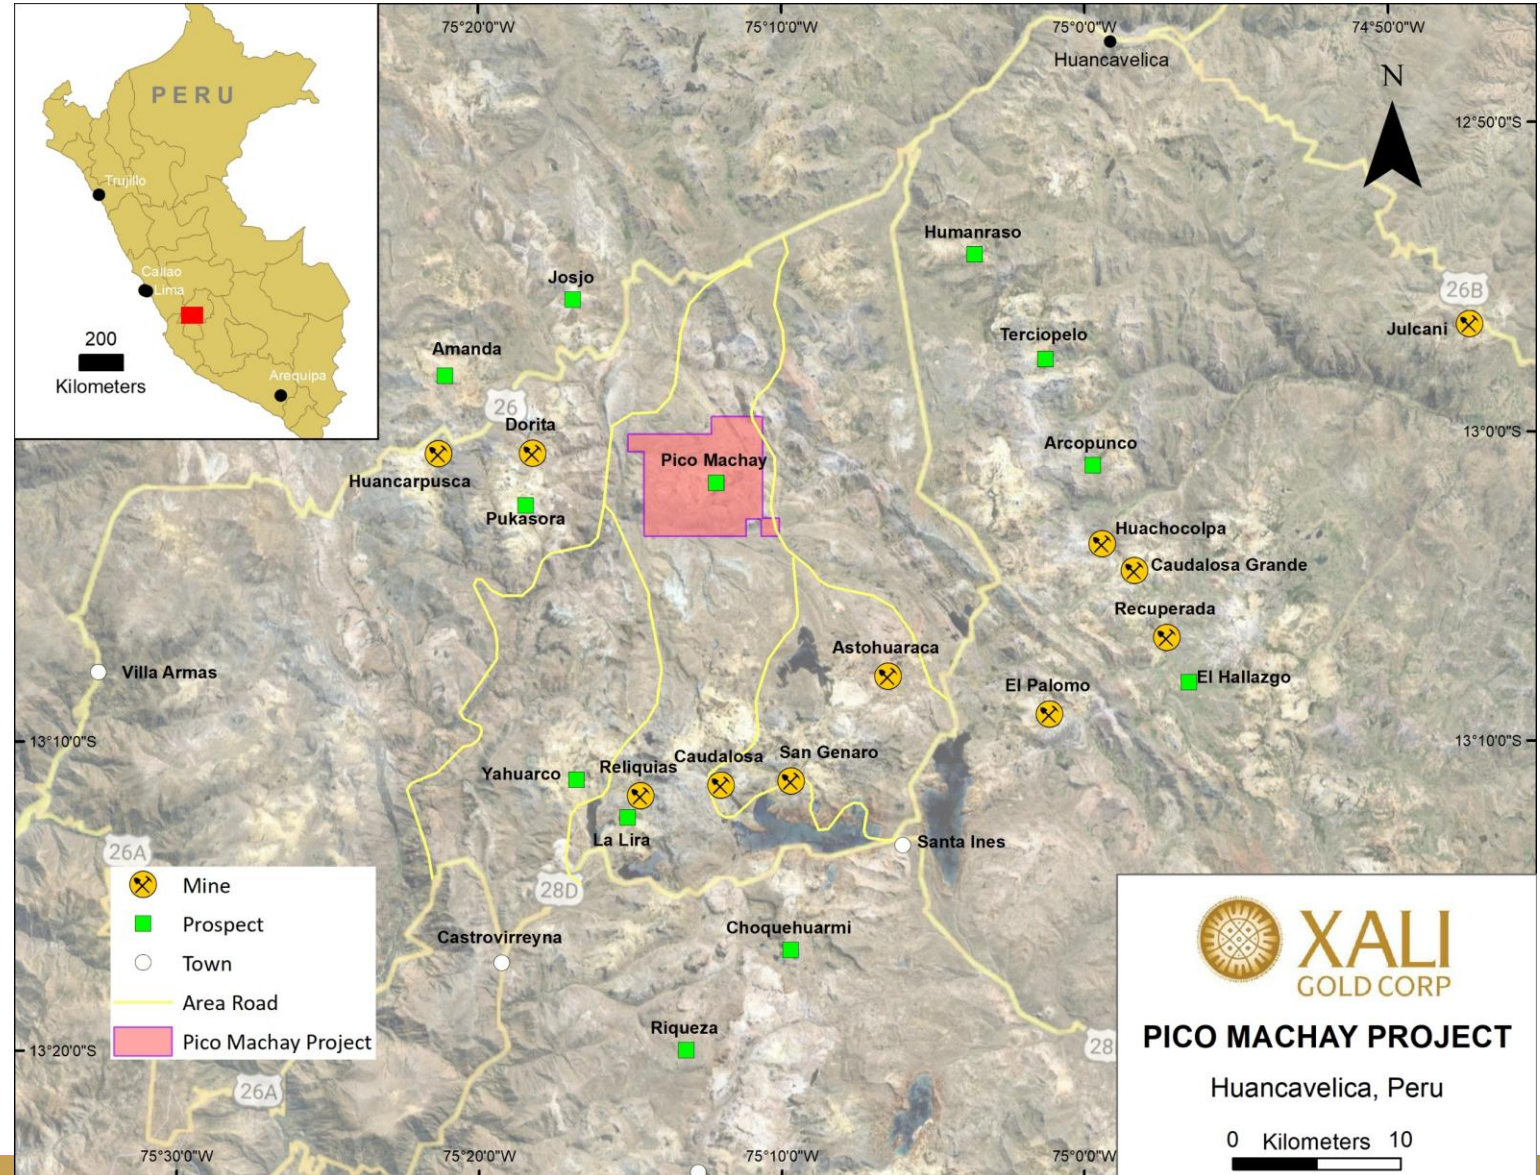 PERU
Trujillo
Callao
Lima
Arequipa
200
Kilometers
75°20'0"W
75°10'0"W
75°0'0"W
74°50'0"W
Huancavelica
N
12°50'0"S
Humanraso
Josjo
26B
Julcani
Terciopelo
Amanda
26
Dorita
13°0'0"S
Arcopunco
Pico Machay
Huancarpusca
Pukasora
Huachocolpa
Caudalosa Grande
Recuperada
Astohuaraca
Villa Armas
El Palomo
El Hallazgo
13°10'0"S
13°10'0"S
Yahuarco
Reliquias
Caudalosa
San Genaro
La Lira
Santa Ines
26A
28D
Mine
Prospect
Town
Area Road
Pico Machay Project
Castrovirreyna
Choquehuarmi
Riqueza
13°20'0"S
26A
28
75°30'0"W
75°20'0"W
75°10'0"W
75°0'0"W
XALI
GOLD CORP
PICO MACHAY PROJECT
Huancavelica, Peru
0 Kilometers 10